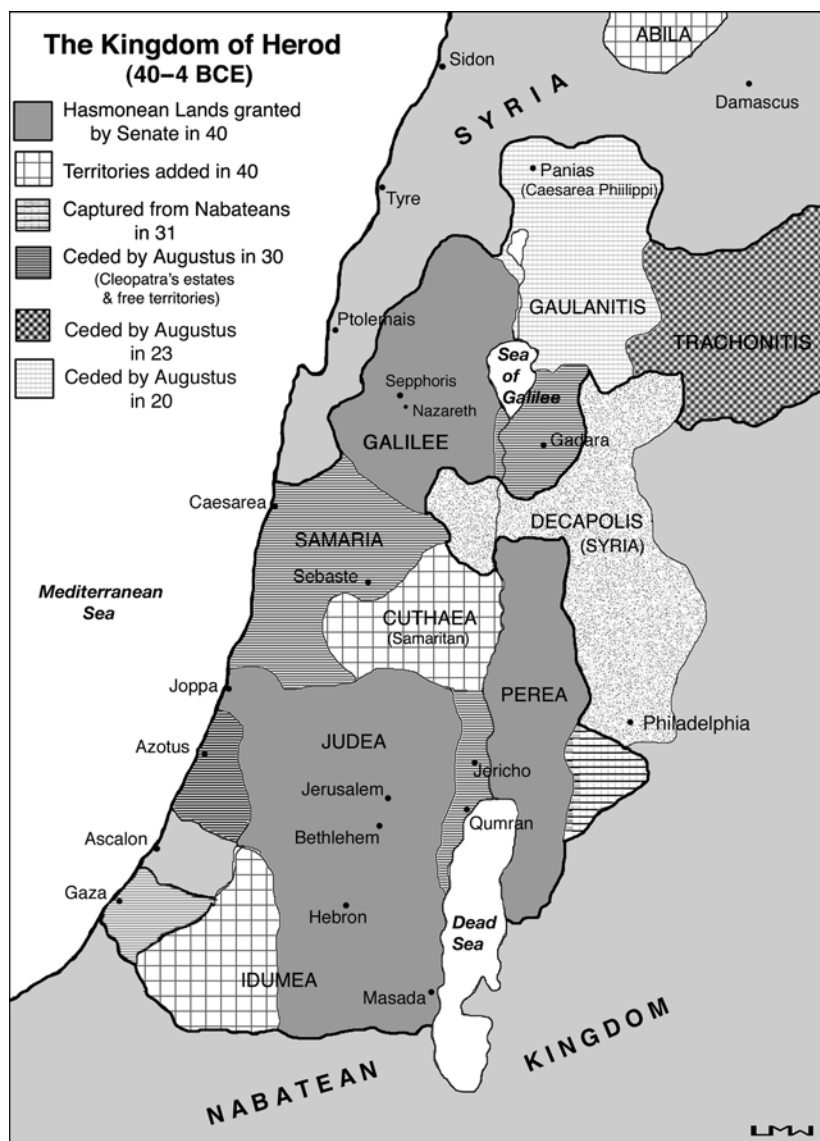 The Kingdom of Herod
(40–4 BCE)
Hasmonean Lands granted
by Senate in 40
Territories added in 40
Captured from Nabateans
in 31
Ceded by Augustus in 30
(Cleopatra's estates
& free territories)
Ceded by Augustus
in 23
Ceded by Augustus
in 20
ABILA
Sidon
Damascus
SYRIA
Panias
(Caesarea Phiilippi)
Tyre
GAULANITIS
Ptolemais
TRACHONITIS
Sea
of
Galilee
Sepphoris
Nazareth
GALILEE
Gadara
Caesarea
DECAPOLIS
(SYRIA)
SAMARIA
Sebaste
Mediterranean
Sea
CUTHAEA
(Samaritan)
Joppa
PEREA
Philadelphia
JUDEA
Azotus
Jericho
Jerusalem
Qumran
Bethlehem
Ascalon
Gaza
Hebron
Dead
Sea
IDUMEA
Masada
NABATEAN KINGDOM
LMW